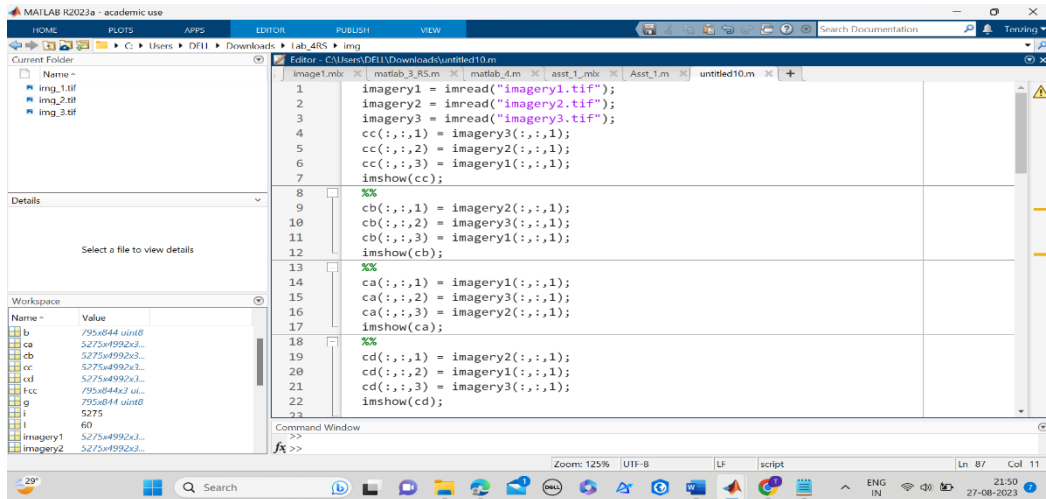 MATLAB R2023a - academic use
HOME PLOTS APPS EDITOR PUBLISH VIEW Search Documentation Tenzing
C: Users DELL Downloads Lab_4RS img
Current Folder
Name
img_1.tif
img_2.tif
img_3.tif
Details
Select a file to view details
Workspace
Name Value
b 795x844 uint8
ca 5275x4992x3...
cb 5275x4992x3...
cc 5275x4992x3...
cd 5275x4992x3...
Fcc 795x844x3 ui...
g 795x844 uint8
i 5275
l 60
imagery1 5275x4992x3...
imagery2 5275x4992x3...
Editor - C:\Users\DELL\Downloads\untitled10.m
image1.mlx matlab_3_RS.m matlab_4.m asst_1_.mlx Asst_1.m untitled10.m
1 imagery1 = imread("imagery1.tif");
2 imagery2 = imread("imagery2.tif");
3 imagery3 = imread("imagery3.tif");
4 cc(:,:,1) = imagery3(:,:,1);
5 cc(:,:,2) = imagery2(:,:,1);
6 cc(:,:,3) = imagery1(:,:,1);
7 imshow(cc);
8 %%
9 cb(:,:,1) = imagery2(:,:,1);
10 cb(:,:,2) = imagery3(:,:,1);
11 cb(:,:,3) = imagery1(:,:,1);
12 imshow(cb);
13 %%
14 ca(:,:,1) = imagery1(:,:,1);
15 ca(:,:,2) = imagery3(:,:,1);
16 ca(:,:,3) = imagery2(:,:,1);
17 imshow(ca);
18 %%
19 cd(:,:,1) = imagery2(:,:,1);
20 cd(:,:,2) = imagery1(:,:,1);
21 cd(:,:,3) = imagery3(:,:,1);
22 imshow(cd);
23
Command Window
>>
fx >>
Zoom: 125% UTF-8 LF script Ln 87 Col 11
29° Search ENG IN 21:50 27-08-2023